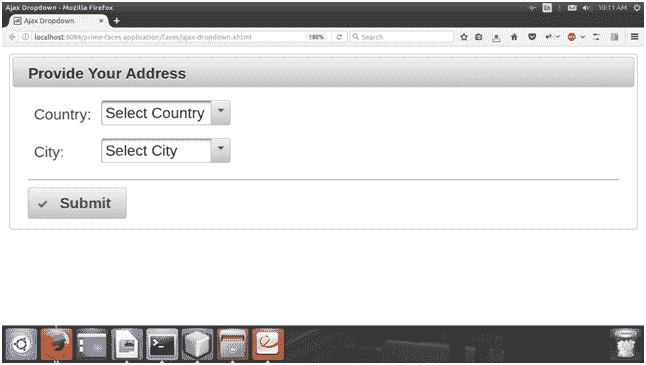 Ajax Dropdown - Mozilla Firefox
En
10:11 AM
Ajax Dropdown
localhost:8084/prime-faces-application/faces/ajax-dropdown.xhtml
180%
Search
Provide Your Address
Country:
Select Country
City:
Select City
Submit